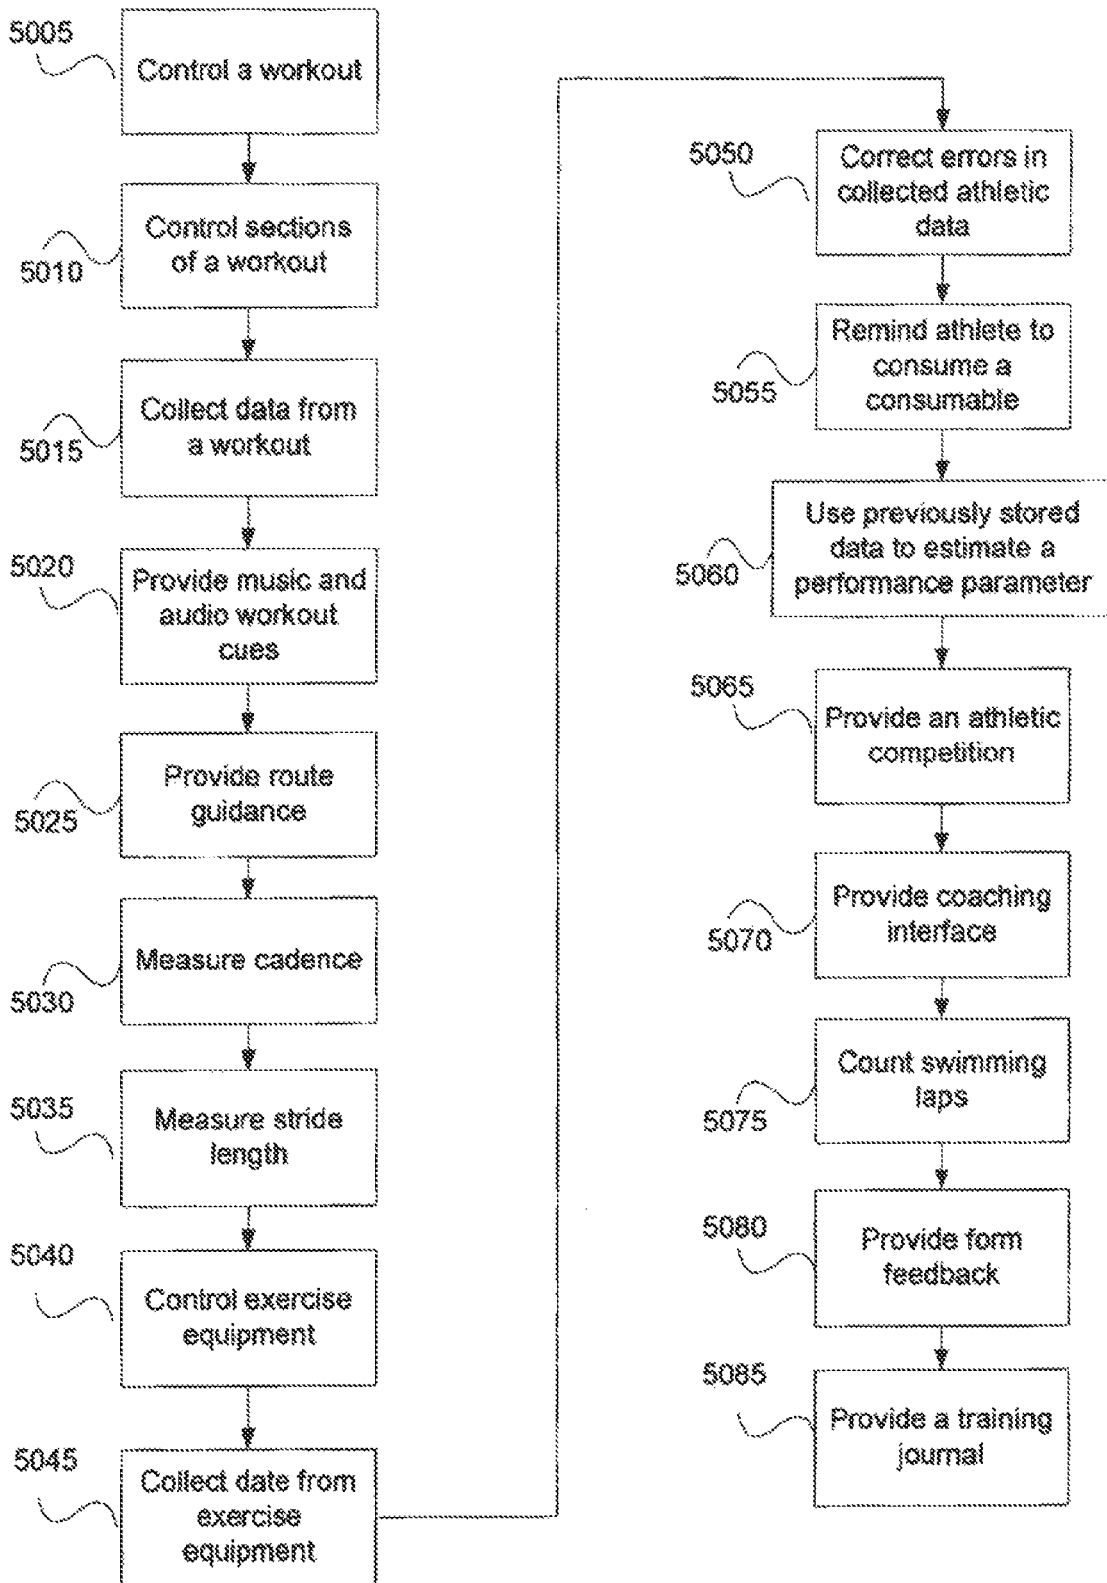 5005
Control a workout
5010
Control sections
of a workout
5015
Collect data from
a workout
5020
Provide music and
audio workout
cues
5025
Provide route
guidance
5030
Measure cadence
5035
Measure stride
length
5040
Control exercise
equipment
5045
Collect date from
exercise
equipment
5050
Correct errors in
collected athletic
data
5055
Remind athlete to
consume a
consumable
5060
Use previously stored
data to estimate a
performance parameter
5065
Provide an athletic
competition
5070
Provide coaching
interface
5075
Count swimming
laps
5080
Provide form
feedback
5085
Provide a training
journal